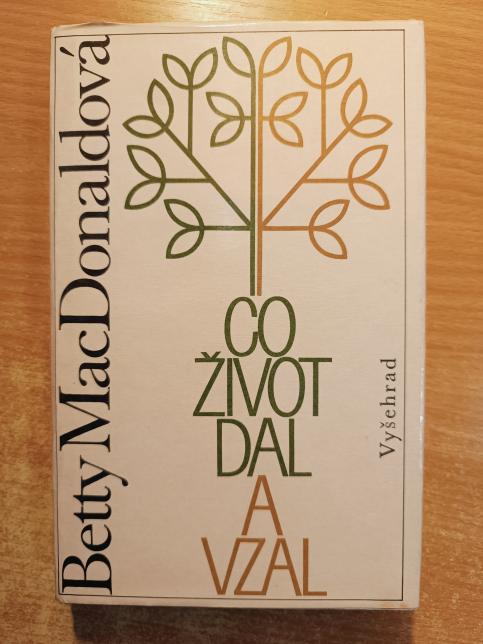 Betty MacDonaldová
CO
ŽIVOT
DAL
A
VZAL
Vyšehrad